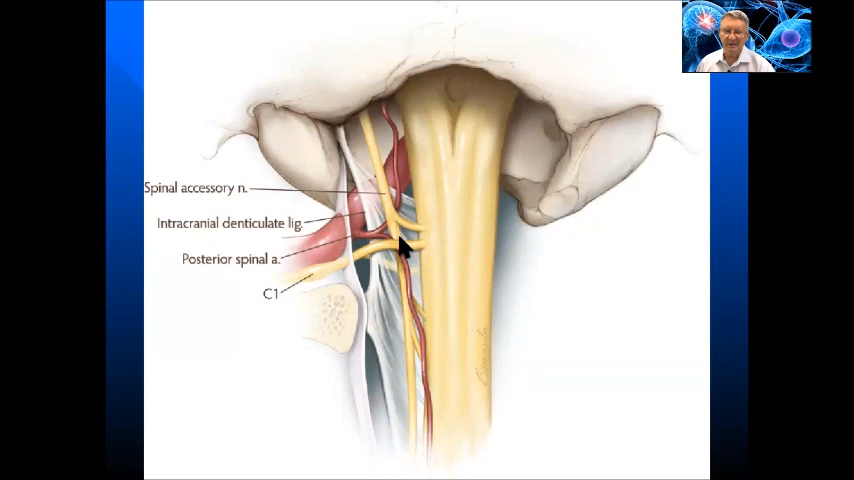 Spinal accessory n.
Intracranial denticulate lig.
Posterior spinal a.
C1